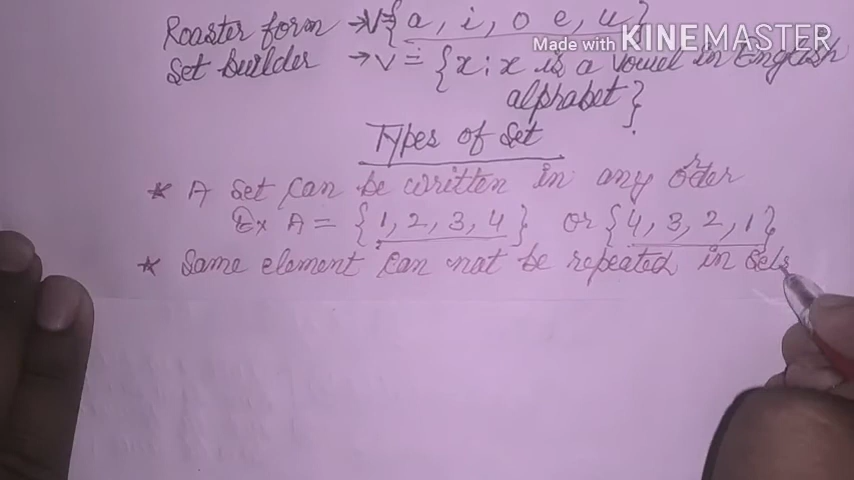 Roaster form → V = {a, i, o e, u}
Made with KINEMASTER
Set builder → V = {x : x is a vowel in English
alphabet}
Types of Set
* A set can be written in any order
Ex A = {1, 2, 3, 4} or {4, 3, 2, 1}
* Same element can not be repeated in sets